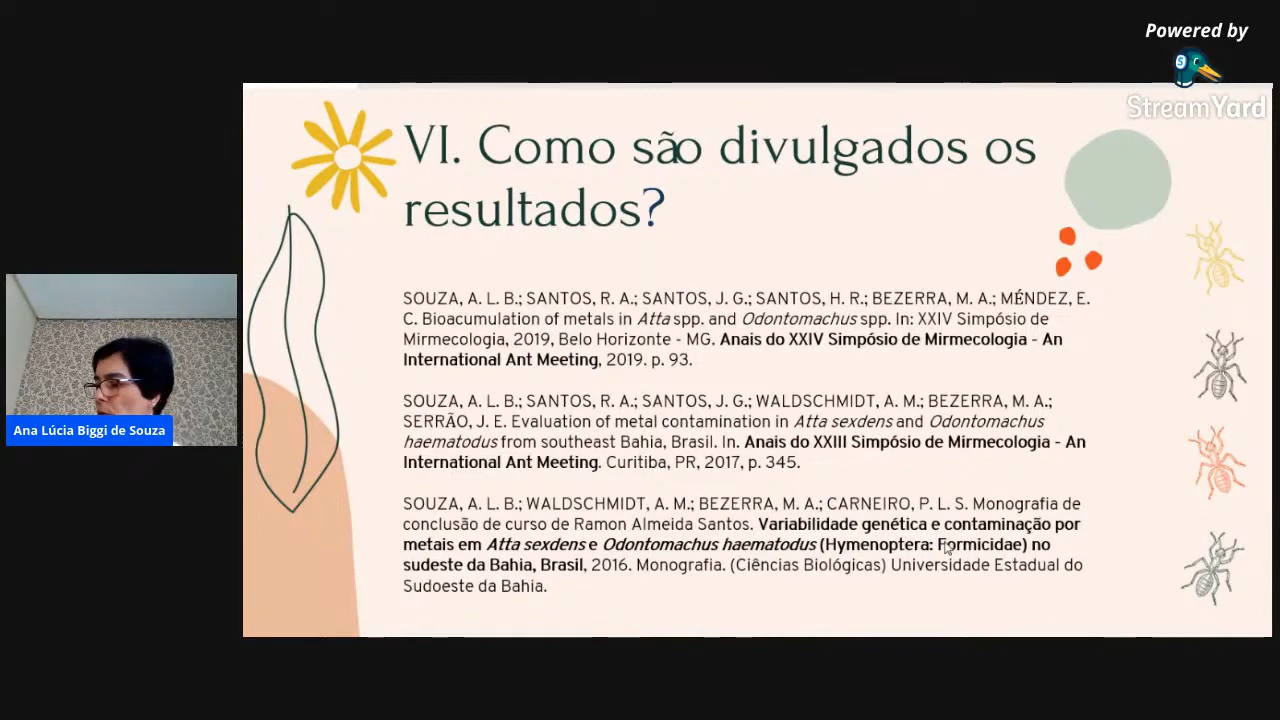 Powered by
StreamYard
VI. Como são divulgados os
resultados?
SOUZA, A. L. B.; SANTOS, R. A.; SANTOS, J. G.; SANTOS, H. R.; BEZERRA, M. A.; MÉNDEZ, E.
C. Bioacumulation of metals in Atta spp. and Odontomachus spp. In: XXIV Simpósio de
Mirmecologia, 2019, Belo Horizonte - MG. Anais do XXIV Simpósio de Mirmecologia - An
International Ant Meeting, 2019. p. 93.
SOUZA, A. L. B.; SANTOS, R. A.; SANTOS, J. G.; WALDSCHMIDT, A. M.; BEZERRA, M. A.;
SERRÃO, J. E. Evaluation of metal contamination in Atta sexdens and Odontomachus
haematodus from southeast Bahia, Brasil. In. Anais do XXIII Simpósio de Mirmecologia - An
International Ant Meeting. Curitiba, PR, 2017, p. 345.
SOUZA, A. L. B.; WALDSCHMIDT, A. M.; BEZERRA, M. A.; CARNEIRO, P. L. S. Monografia de
conclusão de curso de Ramon Almeida Santos. Variabilidade genética e contaminação por
metais em Atta sexdens e Odontomachus haematodus (Hymenoptera: Formicidae) no
sudeste da Bahia, Brasil, 2016. Monografia. (Ciências Biológicas) Universidade Estadual do
Sudoeste da Bahia.
Ana Lúcia Biggi de Souza